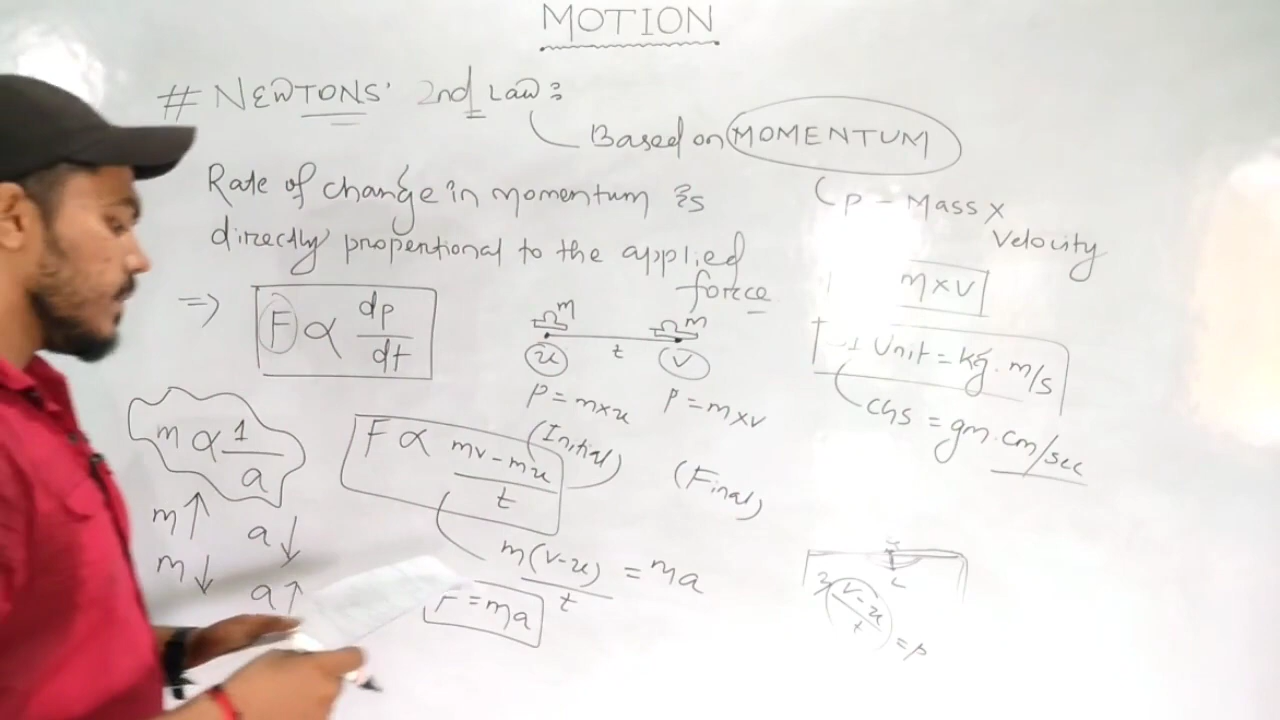 MOTION
# NEWTONS' 2nd Law:
Based on MOMENTUM
Rate of change in momentum is
directly propentional to the applied
force
(P - Mass x
Velocity
m x v
⇒ F ∝ dp/dt
m m
u t v
P = m x u P = m x v
(Initial) (Final)
Unit = kg. m/s
CGS = gm. cm/sec
m ∝ 1/a
m↑ a↓
m↓ a↑
F ∝ mv - mu / t
m(v-u) / t = ma
F = ma
v-u / t